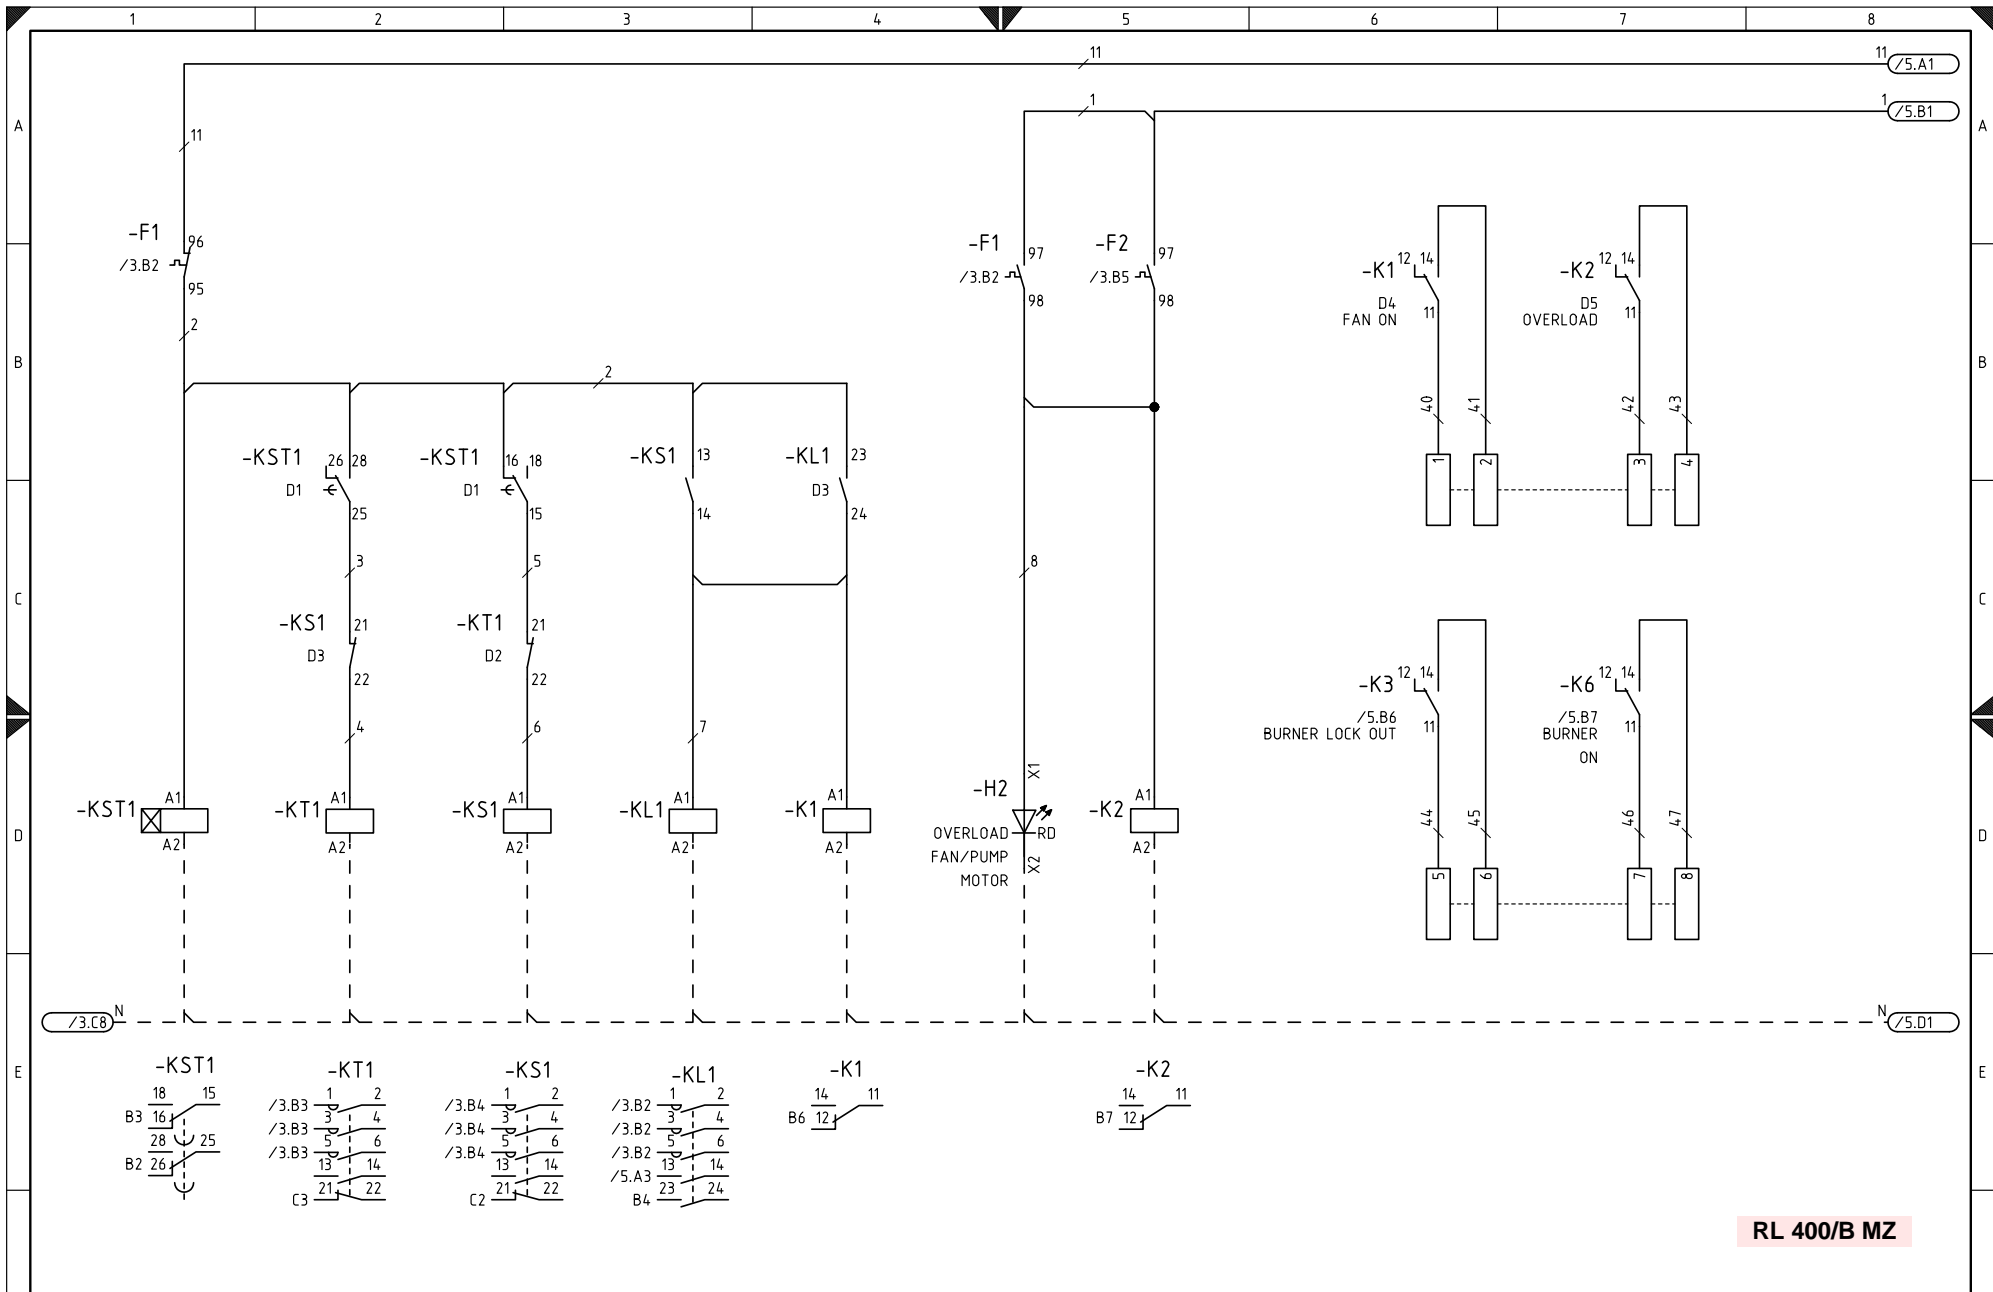 1 2 3 4 5 6 7 8
11 11 /5.A1
1 1 /5.B1
A A
11
-F1 96
/3.B2
95
2
-F1 97
/3.B2
98
-F2 97
/3.B5
98
-K1 12 14
D4
FAN ON 11
-K2 12 14
D5
OVERLOAD 11
B B
2
40 41 42 43
-KST1 26 28
D1
25
-KST1 16 18
D1
15
-KS1 13
14
-KL1 23
D3
24
1 2 3 4
3 5 8
C C
-KS1 21
D3
22
-KT1 21
D2
22
-K3 12 14
/5.B6
BURNER LOCK OUT 11
-K6 12 14
/5.B7
BURNER 11
ON
4 6 7
-KST1 A1
A2
-KT1 A1
A2
-KS1 A1
A2
-KL1 A1
A2
-K1 A1
A2
-H2 X1
OVERLOAD RD
FAN/PUMP X2
MOTOR
-K2 A1
A2
44 45 46 47
D D
5 6 7 8
/3.C8 N N /5.D1
E E
-KST1
18 15
B3 16
28 25
B2 26
-KT1
/3.B3 1 2
/3.B3 3 4
/3.B3 5 6
13 14
C3 21 22
-KS1
/3.B4 1 2
/3.B4 3 4
/3.B4 5 6
13 14
C2 21 22
-KL1
/3.B2 1 2
/3.B2 3 4
/3.B2 5 6
/5.A3 13 14
B4 23 24
-K1
14 11
B6 12
-K2
14 11
B7 12
RL 400/B MZ